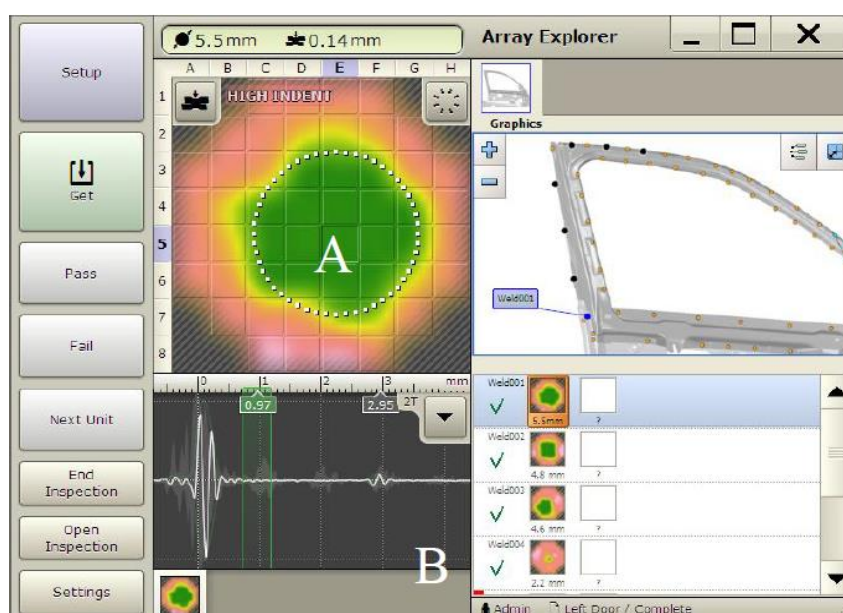 Setup
Get
Pass
Fail
Next Unit
End
Inspection
Open
Inspection
Settings
5.5mm 0.14mm
A B C D E F G H
1
2
3
4
5
6
7
8
HIGH INDENT
A
0 1 2 3 mm
0.97 2.95 2T
B
Array Explorer
Graphics
Weld001
Weld001
5.5mm ?
Weld002
4.8 mm ?
Weld003
4.6 mm ?
Weld004
2.2 mm ?
Admin Left Door / Complete